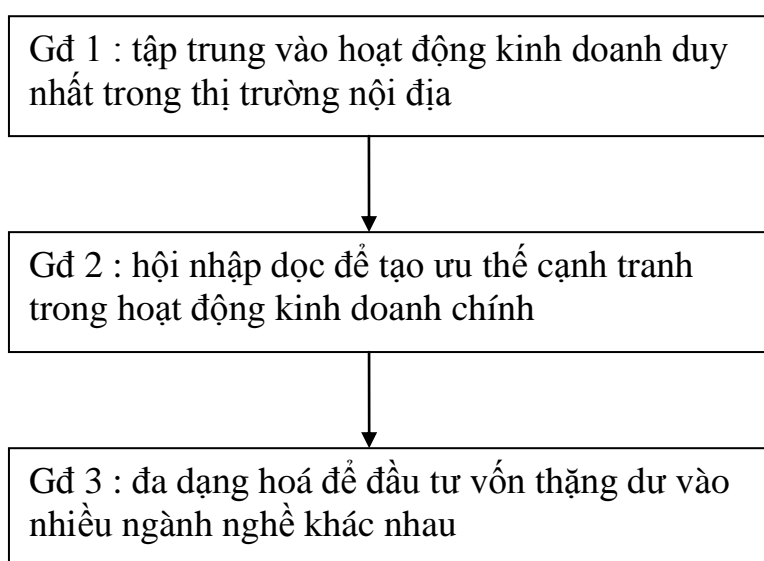 Gđ 1 : tập trung vào hoạt động kinh doanh duy
nhất trong thị trường nội địa
Gđ 2 : hội nhập dọc để tạo ưu thế cạnh tranh
trong hoạt động kinh doanh chính
Gđ 3 : đa dạng hoá để đầu tư vốn thặng dư vào
nhiều ngành nghề khác nhau